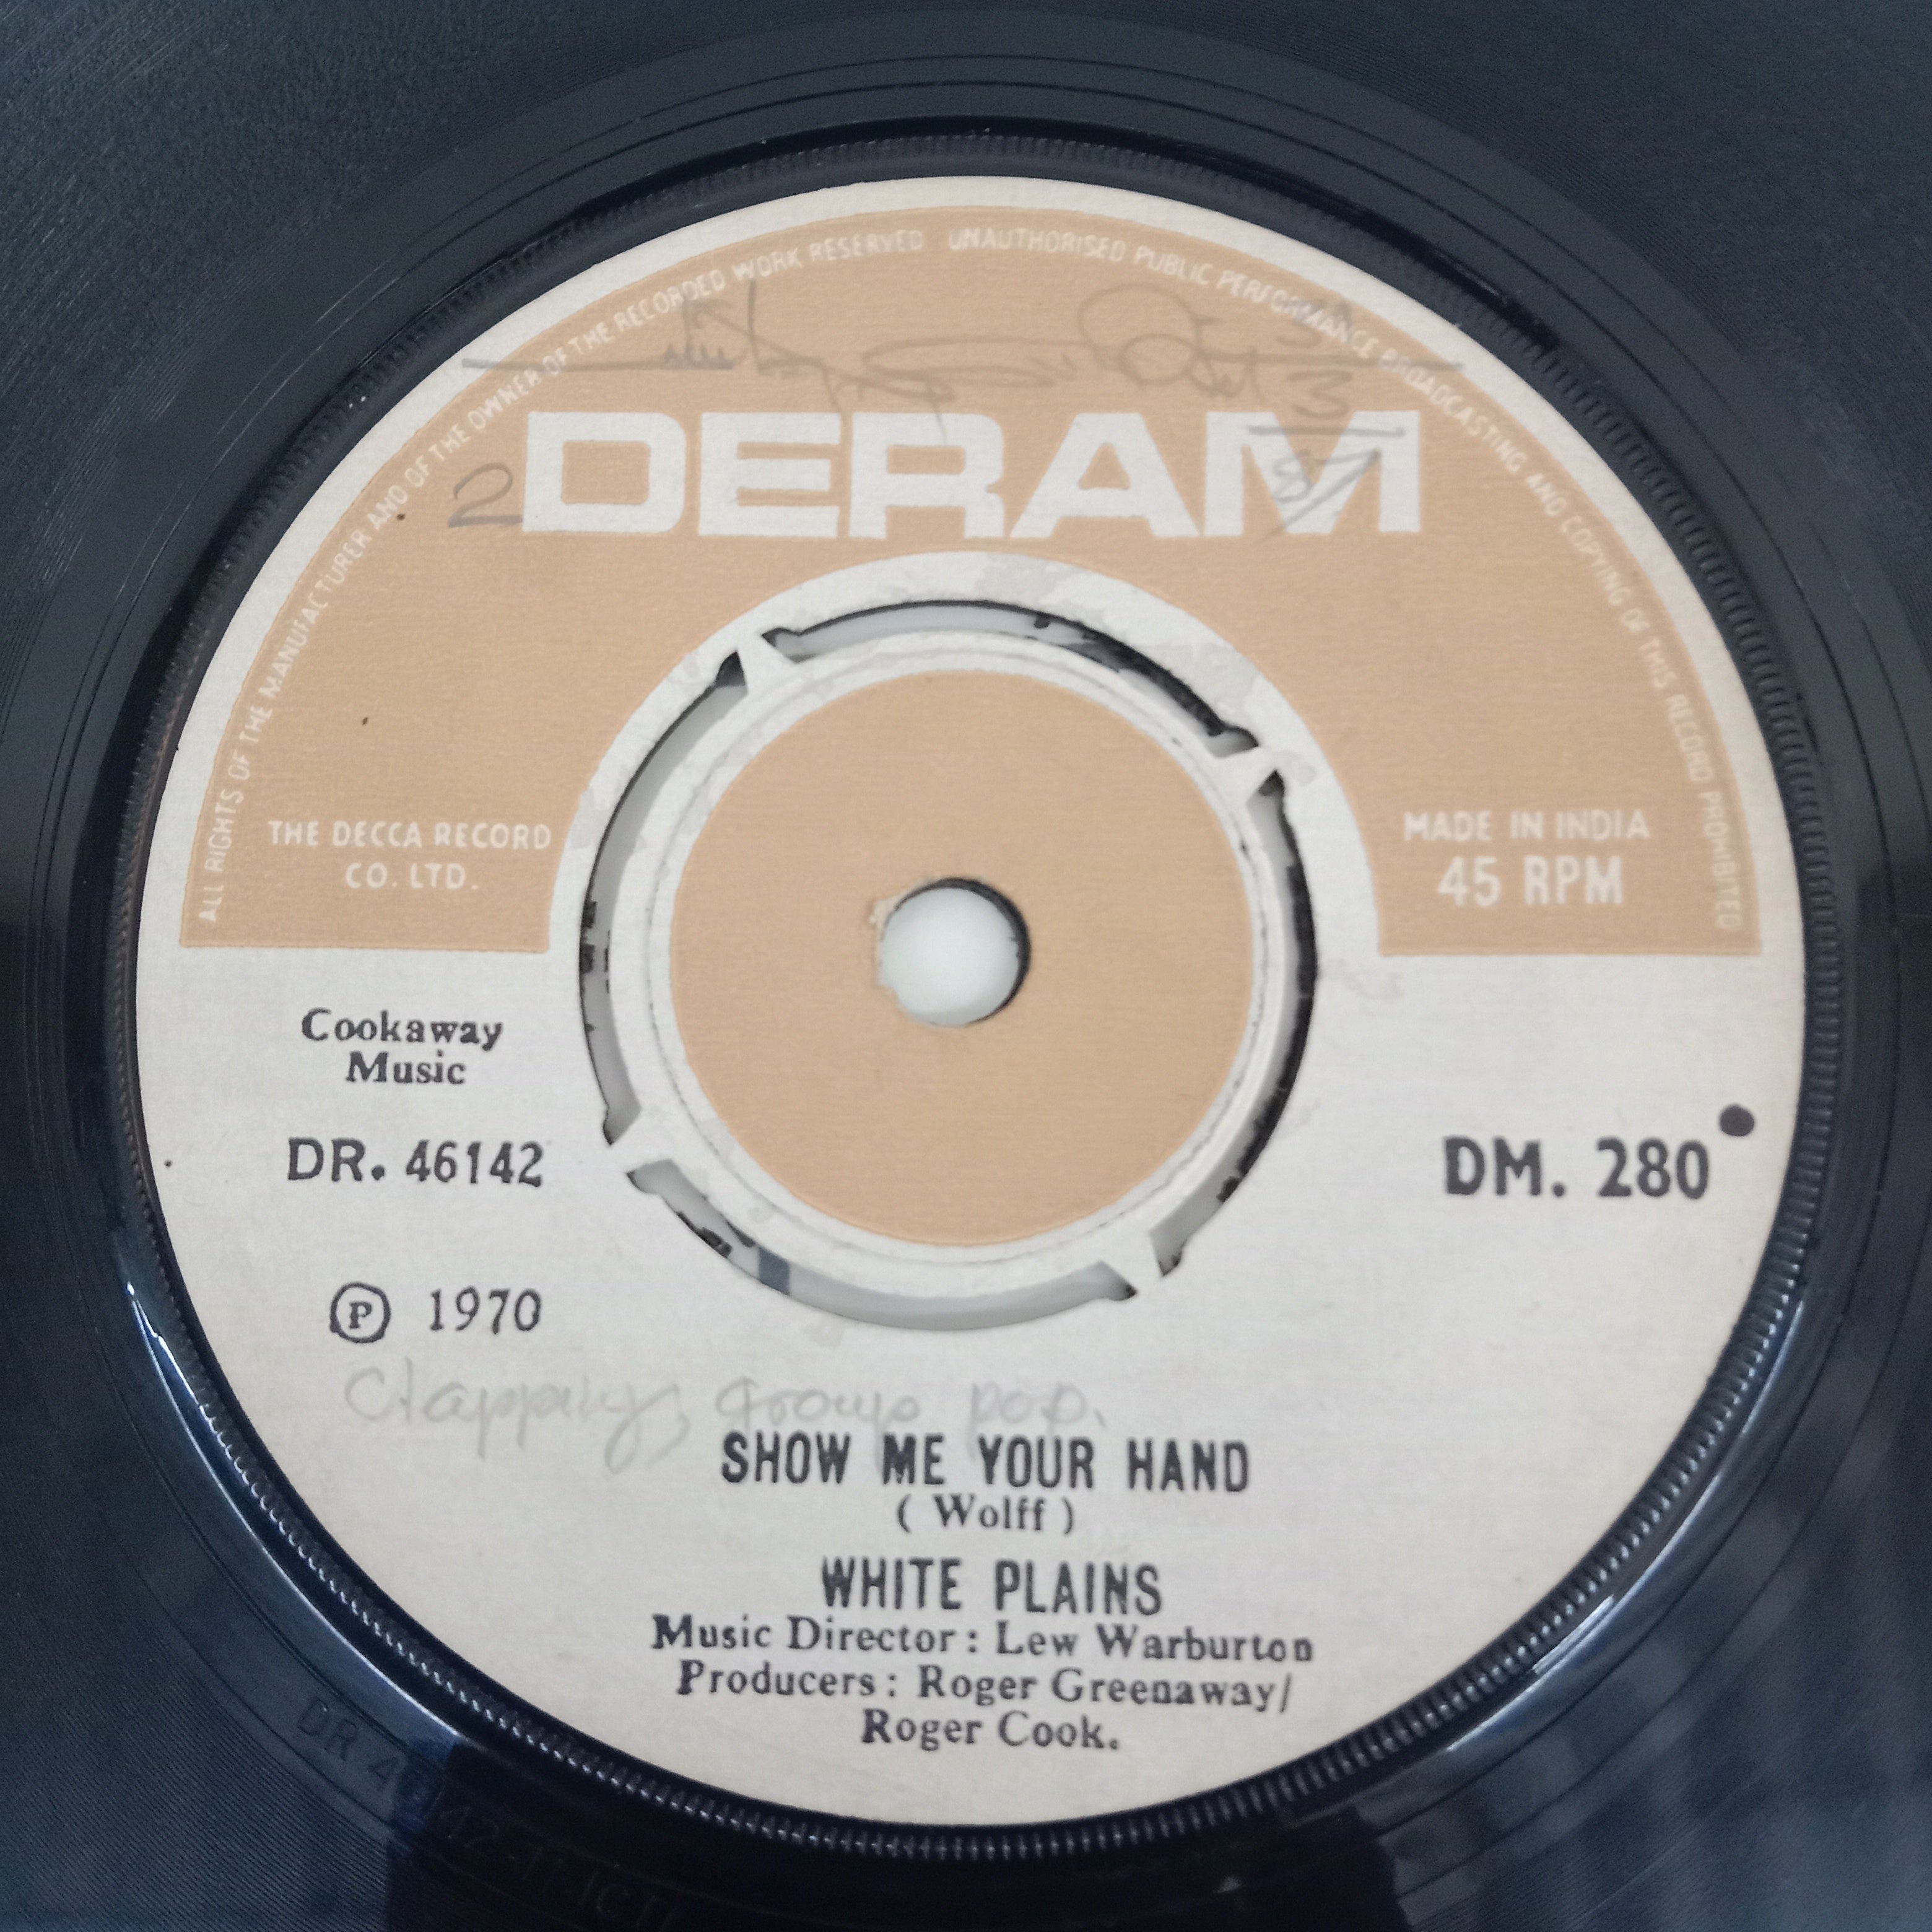 ALL RIGHTS OF THE MANUFACTURER AND OF THE OWNER OF THE RECORDED WORK RESERVED UNAUTHORISED PUBLIC PERFORMANCE BROADCASTING AND COPYING OF THIS RECORD PROHIBITED
2
DERAM
THE DECCA RECORD
CO. LTD.
MADE IN INDIA
45 RPM
Cookaway
Music
DR. 46142
DM. 280
Ⓟ 1970
Clapping, group pop.
SHOW ME YOUR HAND
( Wolff )
WHITE PLAINS
Music Director : Lew Warburton
Producers : Roger Greenaway/
Roger Cook.